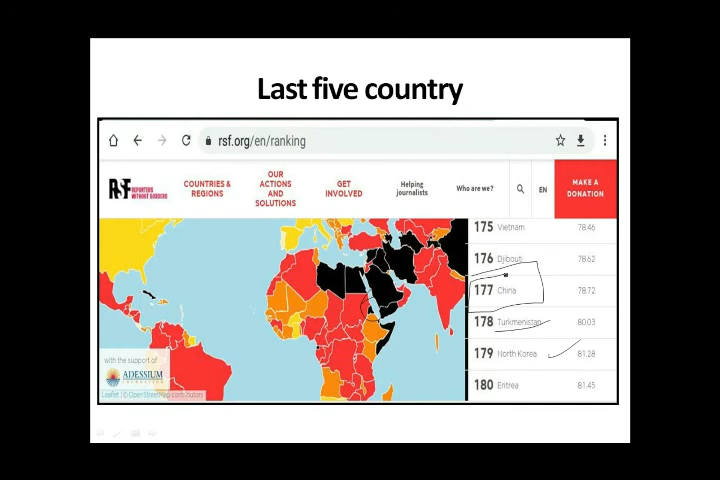 Last five country
rsf.org/en/ranking
RSF REPORTERS WITHOUT BORDERS
COUNTRIES & REGIONS
OUR ACTIONS AND SOLUTIONS
GET INVOLVED
Helping journalists
Who are we?
EN
MAKE A DONATION
175 Vietnam 78.46
176 Djibouti 78.62
177 China 78.72
178 Turkmenistan 80.03
179 North Korea 81.28
180 Eritrea 81.45
with the support of
ADESSIUM
FOUNDATION
Leaflet | © OpenStreetMap contributors